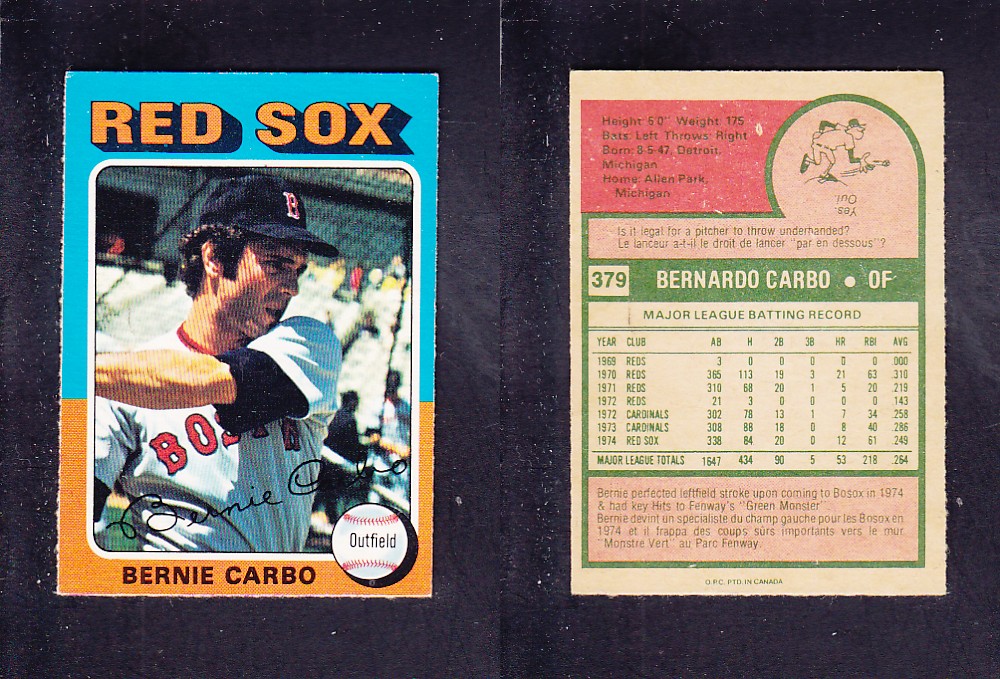 RED SOX
B
BOSTON
Bernie Carbo
Outfield
BERNIE CARBO
Height: 6'0" Weight: 175
Bats: Left Throws: Right
Born: 8-5-47, Detroit,
Michigan
Home: Allen Park,
Michigan
Yes.
Oui.
Is it legal for a pitcher to throw underhanded?
Le lanceur a-t-il le droit de lancer "par en dessous"?
379 BERNARDO CARBO • OF
MAJOR LEAGUE BATTING RECORD
YEAR CLUB AB H 2B 3B HR RBI AVG
1969 REDS 3 0 0 0 0 0 .000
1970 REDS 365 113 19 3 21 63 .310
1971 REDS 310 68 20 1 5 20 .219
1972 REDS 21 3 0 0 0 0 .143
1972 CARDINALS 302 78 13 1 7 34 .258
1973 CARDINALS 308 88 18 0 8 40 .286
1974 RED SOX 338 84 20 0 12 61 .249
MAJOR LEAGUE TOTALS 1647 434 90 5 53 218 .264
Bernie perfected leftfield stroke upon coming to Bosox in 1974
& had key Hits to Fenway's "Green Monster"
Bernie devint un spécialiste du champ gauche pour les Bosox en
1974 et il frappa des coups sûrs importants vers le mur
"Monstre Vert" au Parc Fenway.
O.P.C. PTD. IN CANADA